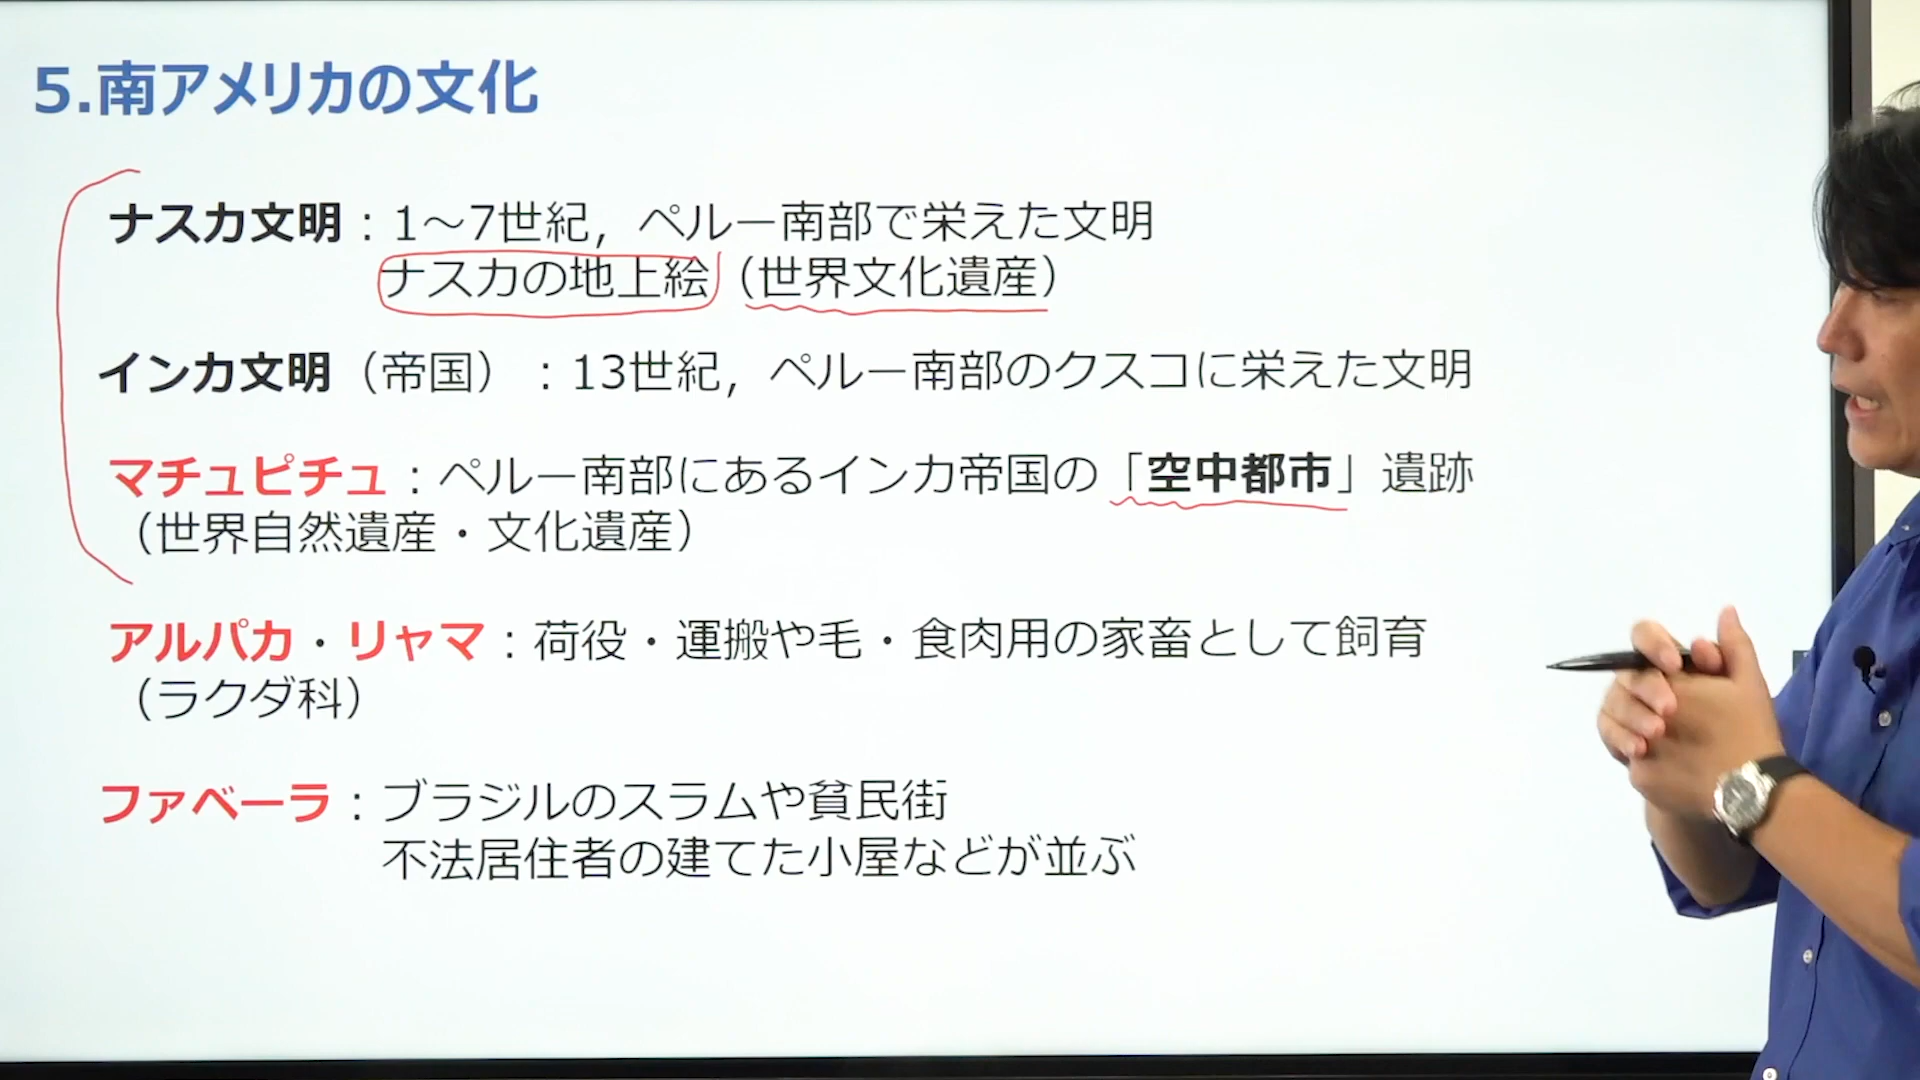 5.南アメリカの文化
ナスカ文明：1～7世紀，ペルー南部で栄えた文明
ナスカの地上絵（世界文化遺産）
インカ文明（帝国）：13世紀，ペルー南部のクスコに栄えた文明
マチュピチュ：ペルー南部にあるインカ帝国の「空中都市」遺跡
（世界自然遺産・文化遺産）
アルパカ・リャマ：荷役・運搬や毛・食肉用の家畜として飼育
（ラクダ科）
ファベーラ：ブラジルのスラムや貧民街
不法居住者の建てた小屋などが並ぶ